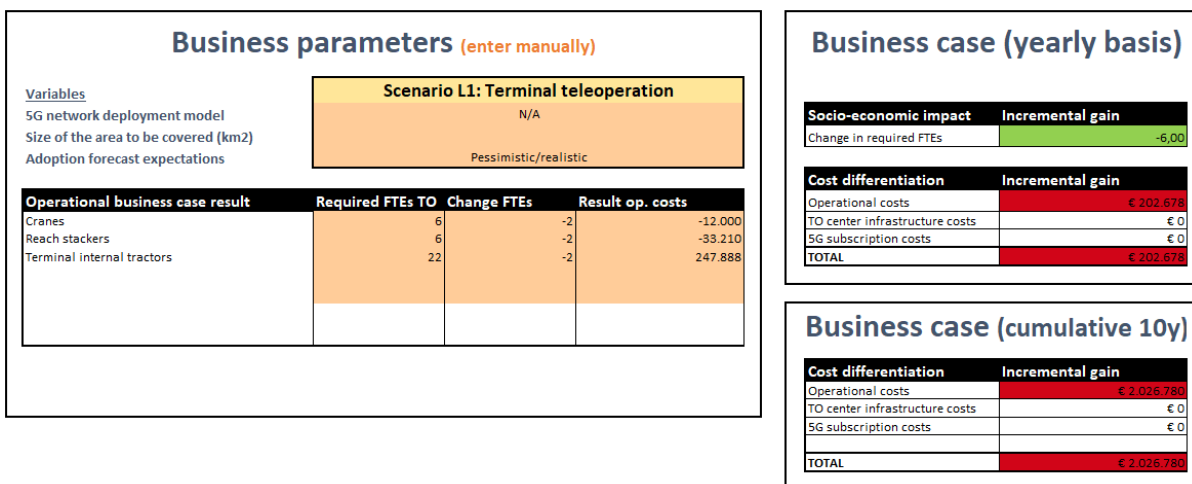 Business parameters (enter manually)
Variables
Scenario L1: Terminal teleoperation
5G network deployment model N/A
Size of the area to be covered (km2)
Adoption forecast expectations Pessimistic/realistic
Operational business case result Required FTEs TO Change FTEs Result op. costs
Cranes 6 -2 -12.000
Reach stackers 6 -2 -33.210
Terminal internal tractors 22 -2 247.888
Business case (yearly basis)
Socio-economic impact Incremental gain
Change in required FTEs -6,00
Cost differentiation Incremental gain
Operational costs € 202.678
TO center infrastructure costs € 0
5G subscription costs € 0
TOTAL € 202.678
Business case (cumulative 10y)
Cost differentiation Incremental gain
Operational costs € 2.026.780
TO center infrastructure costs € 0
5G subscription costs € 0
TOTAL € 2.026.780